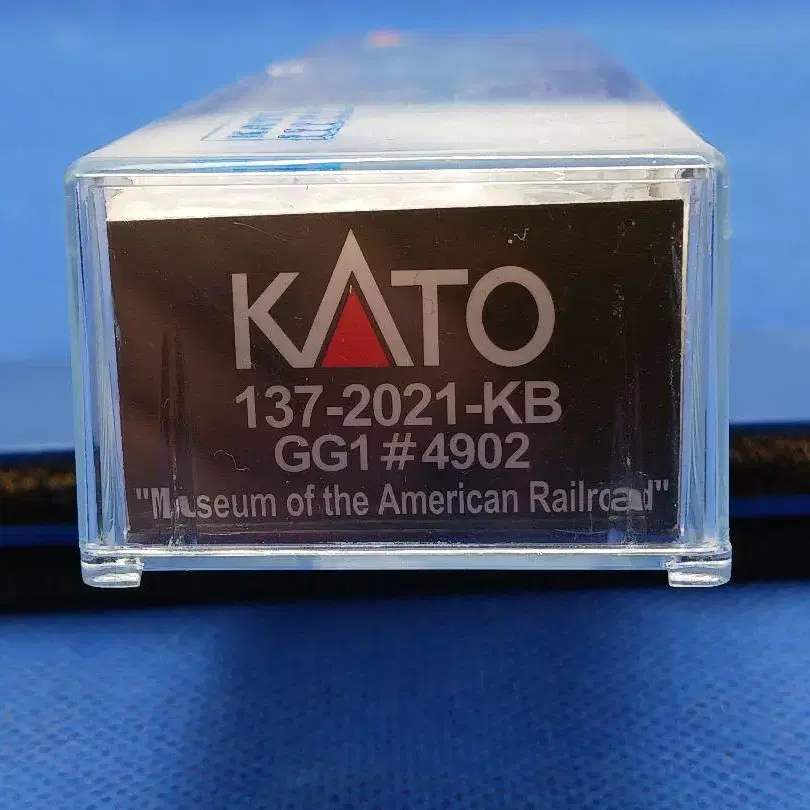 KATO
137-2021-KB
GG1 # 4902
"Museum of the American Railroad"